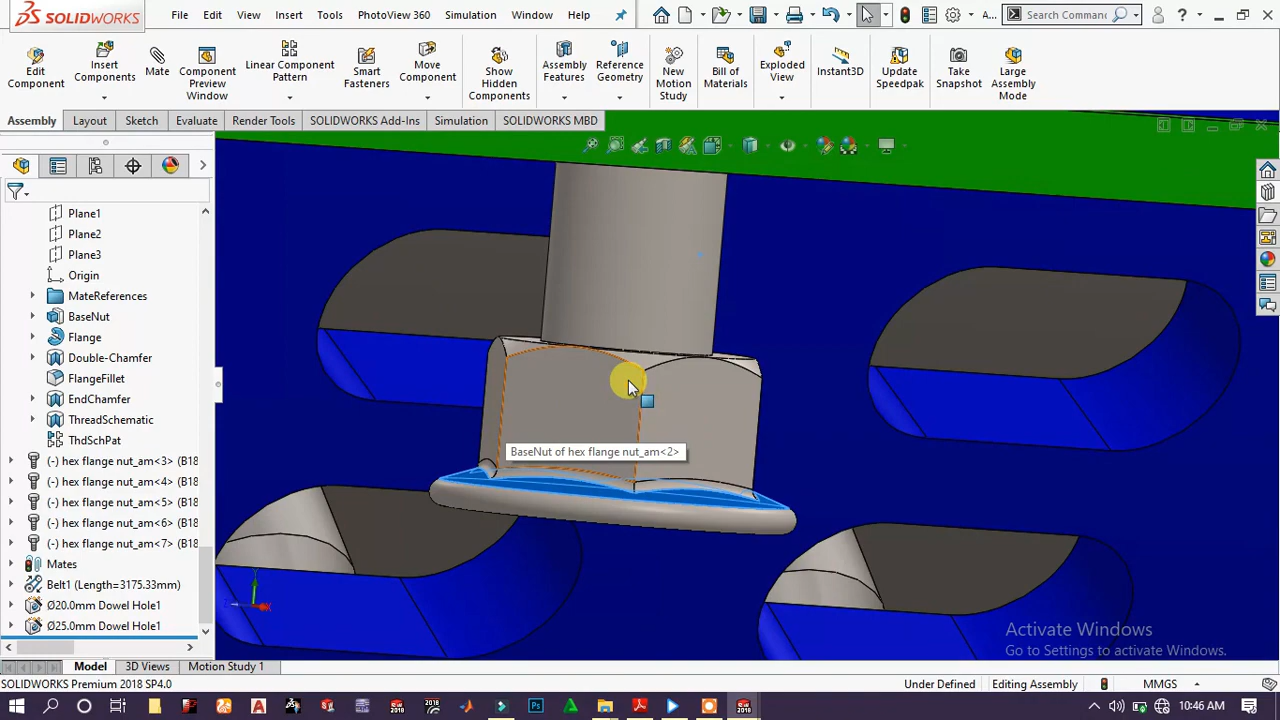 SOLIDWORKS
File Edit View Insert Tools PhotoView 360 Simulation Window Help
A...
Search Comman
Edit Component
Insert Components
Mate
Component Preview Window
Linear Component Pattern
Smart Fasteners
Move Component
Show Hidden Components
Assembly Features
Reference Geometry
New Motion Study
Bill of Materials
Exploded View
Instant3D
Update Speedpak
Take Snapshot
Large Assembly Mode
Assembly Layout Sketch Evaluate Render Tools SOLIDWORKS Add-Ins Simulation SOLIDWORKS MBD
Plane1
Plane2
Plane3
Origin
MateReferences
BaseNut
Flange
Double-Chamfer
FlangeFillet
EndChamfer
ThreadSchematic
ThdSchPat
(-) hex flange nut_am<3> (B18
(-) hex flange nut_am<4> (B18
(-) hex flange nut_am<5> (B18
(-) hex flange nut_am<6> (B18
(-) hex flange nut_am<7> (B18
Mates
Belt1 (Length=3175.33mm)
Ø20.0mm Dowel Hole1
Ø25.0mm Dowel Hole1
BaseNut of hex flange nut_am<2>
Activate Windows
Go to Settings to activate Windows.
Model 3D Views Motion Study 1
SOLIDWORKS Premium 2018 SP4.0
Under Defined Editing Assembly MMGS
10:46 AM